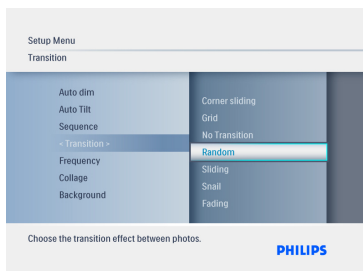 Setup Menu
Transition
Auto dim
Auto Tilt
Sequence
« Transition »
Frequency
Collage
Background
Corner sliding
Grid
No Transition
Random
Sliding
Snail
Fading
Choose the transition effect between photos.
PHILIPS